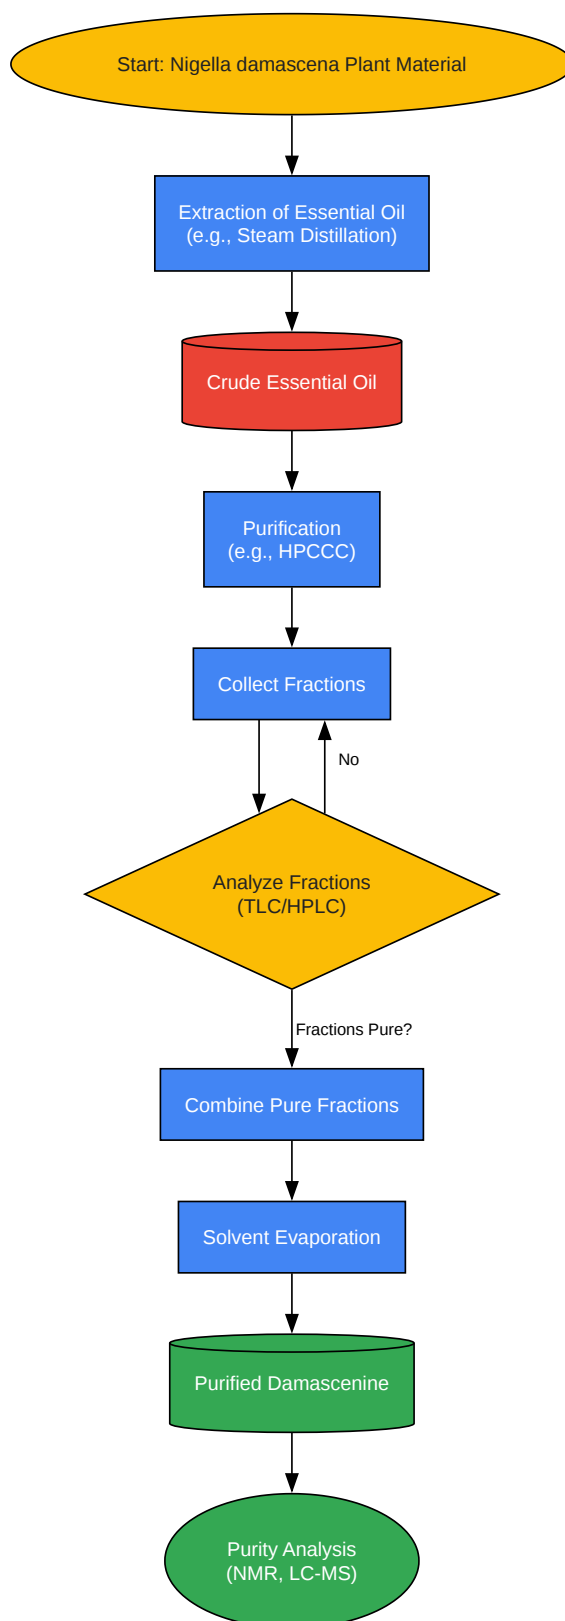 Start: Nigella damascena Plant Material
Extraction of Essential Oil
(e.g., Steam Distillation)
Crude Essential Oil
Purification
(e.g., HPCCC)
Collect Fractions
No
Analyze Fractions
(TLC/HPLC)
Fractions Pure?
Combine Pure Fractions
Solvent Evaporation
Purified Damascenine
Purity Analysis
(NMR, LC-MS)